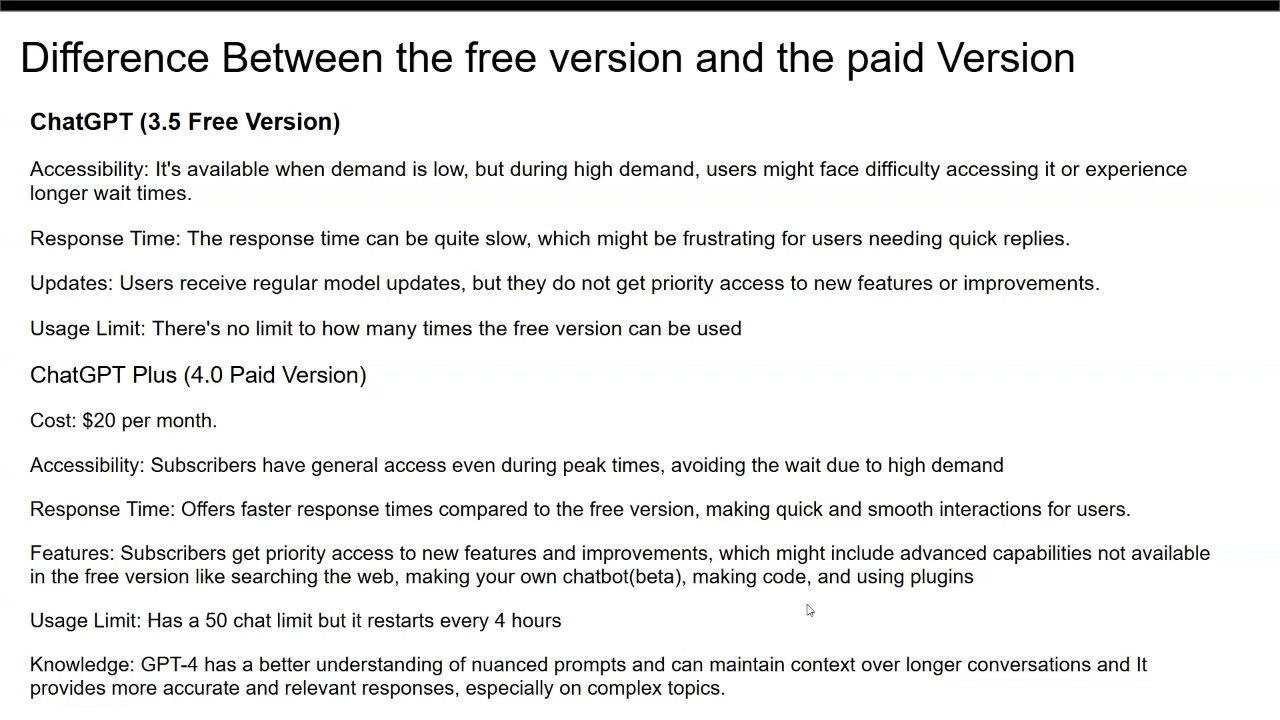 Difference Between the free version and the paid Version
ChatGPT (3.5 Free Version)
Accessibility: It's available when demand is low, but during high demand, users might face difficulty accessing it or experience
longer wait times.
Response Time: The response time can be quite slow, which might be frustrating for users needing quick replies.
Updates: Users receive regular model updates, but they do not get priority access to new features or improvements.
Usage Limit: There's no limit to how many times the free version can be used
ChatGPT Plus (4.0 Paid Version)
Cost: $20 per month.
Accessibility: Subscribers have general access even during peak times, avoiding the wait due to high demand
Response Time: Offers faster response times compared to the free version, making quick and smooth interactions for users.
Features: Subscribers get priority access to new features and improvements, which might include advanced capabilities not available
in the free version like searching the web, making your own chatbot(beta), making code, and using plugins
Usage Limit: Has a 50 chat limit but it restarts every 4 hours
Knowledge: GPT-4 has a better understanding of nuanced prompts and can maintain context over longer conversations and It
provides more accurate and relevant responses, especially on complex topics.